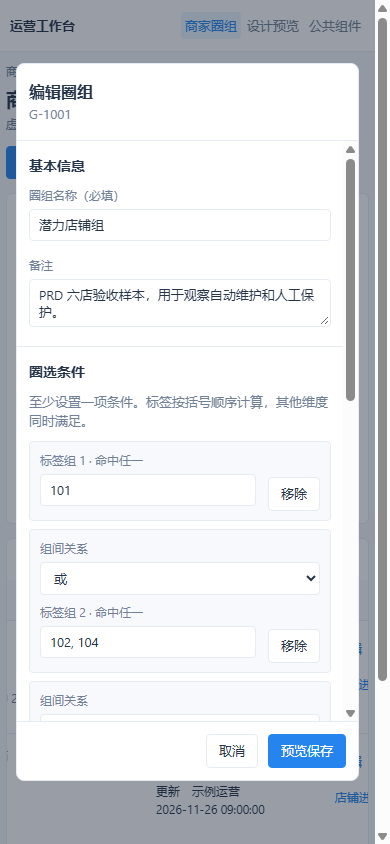 运营工作台
商家圈组 设计预览 公共组件
编辑圈组
G-1001
基本信息
圈组名称（必填）
潜力店铺组
备注
PRD 六店验收样本，用于观察自动维护和人工保
护。
圈选条件
至少设置一项条件。标签按括号顺序计算，其他维度
同时满足。
标签组 1 · 命中任一
101
移除
组间关系
或
标签组 2 · 命中任一
102, 104
移除
组间关系
取消
预览保存
更新 示例运营
2026-11-26 09:00:00
店铺进